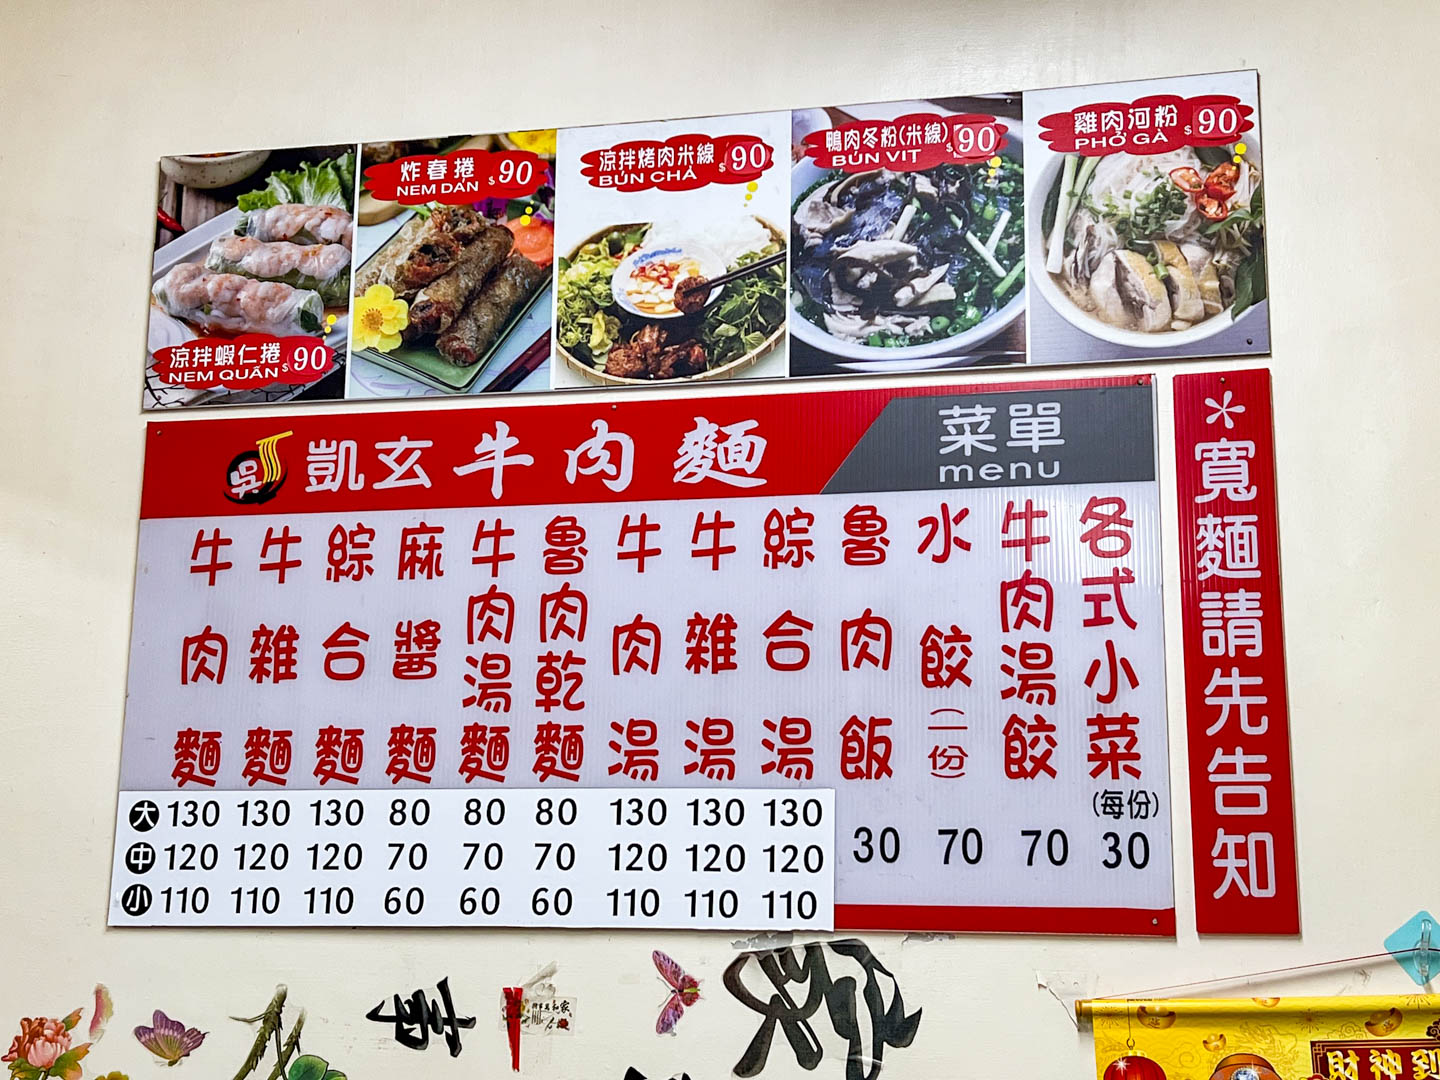 涼拌蝦仁捲
NEM QUẤN $90
炸春捲
NEM DÁN $90
涼拌烤肉米線
BÚN CHẢ $90
鴨肉冬粉(米線)
BÚN VỊT $90
雞肉河粉
PHỞ GÀ $90
吳
凱玄牛肉麵
菜單
menu
牛肉麵
牛雜麵
綜合麵
麻醬麵
牛肉湯麵
魯肉乾麵
牛肉湯
牛雜湯
綜合湯
魯肉飯
水餃(一份)
牛肉湯餃
各式小菜
(每份)
大 130 130 130 80 80 80 130 130 130
中 120 120 120 70 70 70 120 120 120
小 110 110 110 60 60 60 110 110 110
30 70 70 30
*寬麵請先告知
財神到